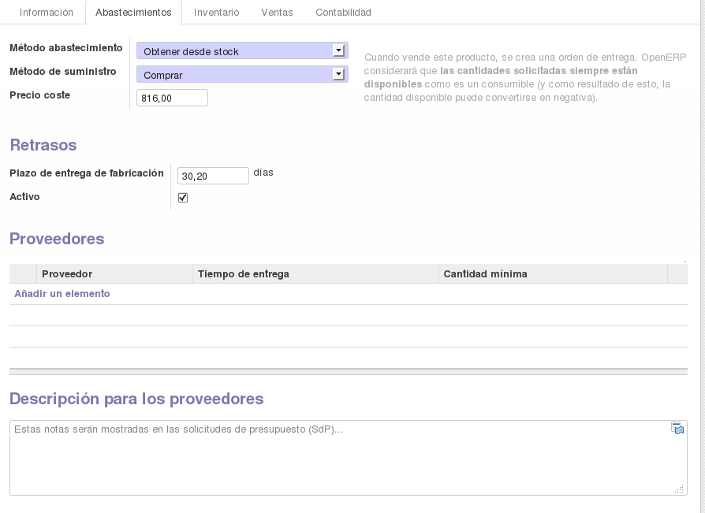 Información Abastecimientos Inventario Ventas Contabilidad
Método abastecimiento Obtener desde stock
Método de suministro Comprar
Precio coste 816,00
Cuando vende este producto, se crea una orden de entrega. OpenERP
considerará que las cantidades solicitadas siempre están
disponibles como es un consumible (y como resultado de esto, la
cantidad disponible puede convertirse en negativa).
Retrasos
Plazo de entrega de fabricación 30,20 días
Activo
Proveedores
Proveedor Tiempo de entrega Cantidad mínima
Añadir un elemento
Descripción para los proveedores
Estas notas serán mostradas en las solicitudes de presupuesto (SdP)...